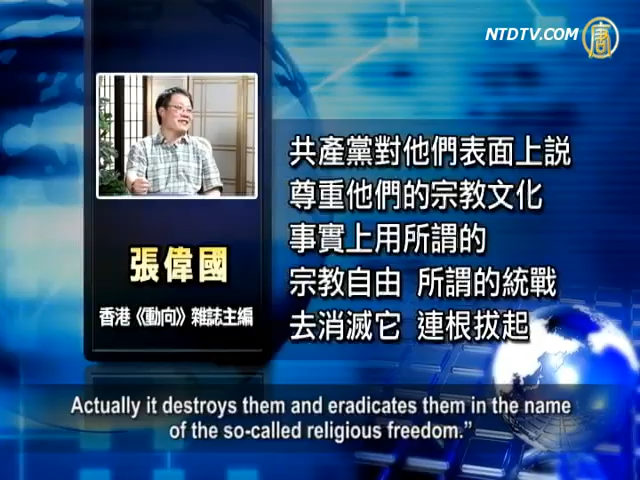 NTDTV.COM
唐
共產黨對他們表面上説
尊重他們的宗教文化
事實上用所謂的
宗教自由 所謂的統戰
去消滅它 連根拔起
張偉國
香港《動向》雜誌主編
Actually it destroys them and eradicates them in the name
of the so-called religious freedom.”